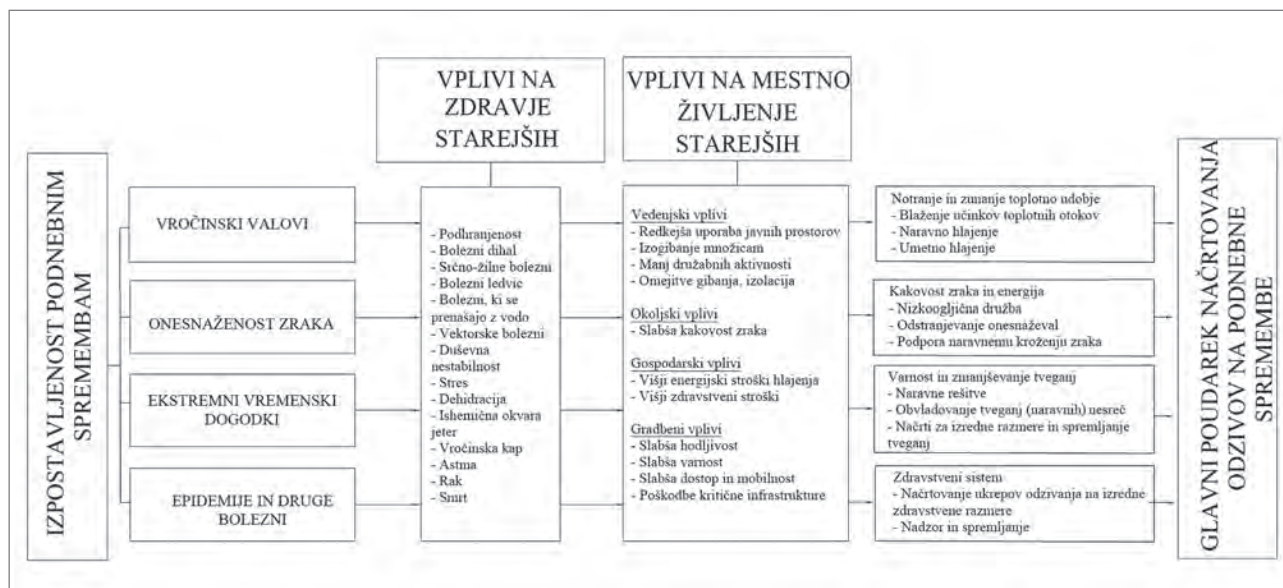 IZPOSTAVLJENOST PODNEBNIM
SPREMEMBAM
VROČINSKI VALOVI
ONESNAŽENOST ZRAKA
EKSTREMNI VREMENSKI
DOGODKI
EPIDEMIJE IN DRUGE
BOLEZNI
VPLIVI NA
ZDRAVJE
STAREJŠIH
- Podhranjenost
- Bolezni dihal
- Srčno-žilne bolezni
- Bolezni ledvic
- Bolezni, ki se
prenašajo z vodo
- Vektorske bolezni
- Duševna
nestabilnost
- Stres
- Dehidracija
- Ishemična okvara
jeter
- Vročinska kap
- Astma
- Rak
- Smrt
VPLIVI NA MESTNO
ŽIVLJENJE
STAREJŠIH
Vedenjski vplivi
- Redkejša uporaba javnih prostorov
- Izogibanje množicam
- Manj družabnih aktivnosti
- Omejitve gibanja, izolacija
Okoljski vplivi
- Slabša kakovost zraka
Gospodarski vplivi
- Višji energijski stroški hlajenja
- Višji zdravstveni stroški
Gradbeni vplivi
- Slabša hodljivost
- Slabša varnost
- Slabša dostop in mobilnost
- Poškodbe kritične infrastrukture
Notranje in zunanje toplotno udobje
- Blaženje učinkov toplotnih otokov
- Naravno hlajenje
- Umetno hlajenje
Kakovost zraka in energija
- Nizkoogljična družba
- Odstranjevanje onesnaževal
- Podpora naravnemu kroženju zraka
Varnost in zmanjševanje tveganj
- Naravne rešitve
- Obvladovanje tveganj (naravnih) nesreč
- Načrti za izredne razmere in spremljanje
tveganj
Zdravstveni sistem
- Načrtovanje ukrepov odzivanja na izredne
zdravstvene razmere
- Nadzor in spremljanje
GLAVNI POUDAREK NAČRTOVANJA
ODZIVOV NA PODNEBNE
SPREMEMBE